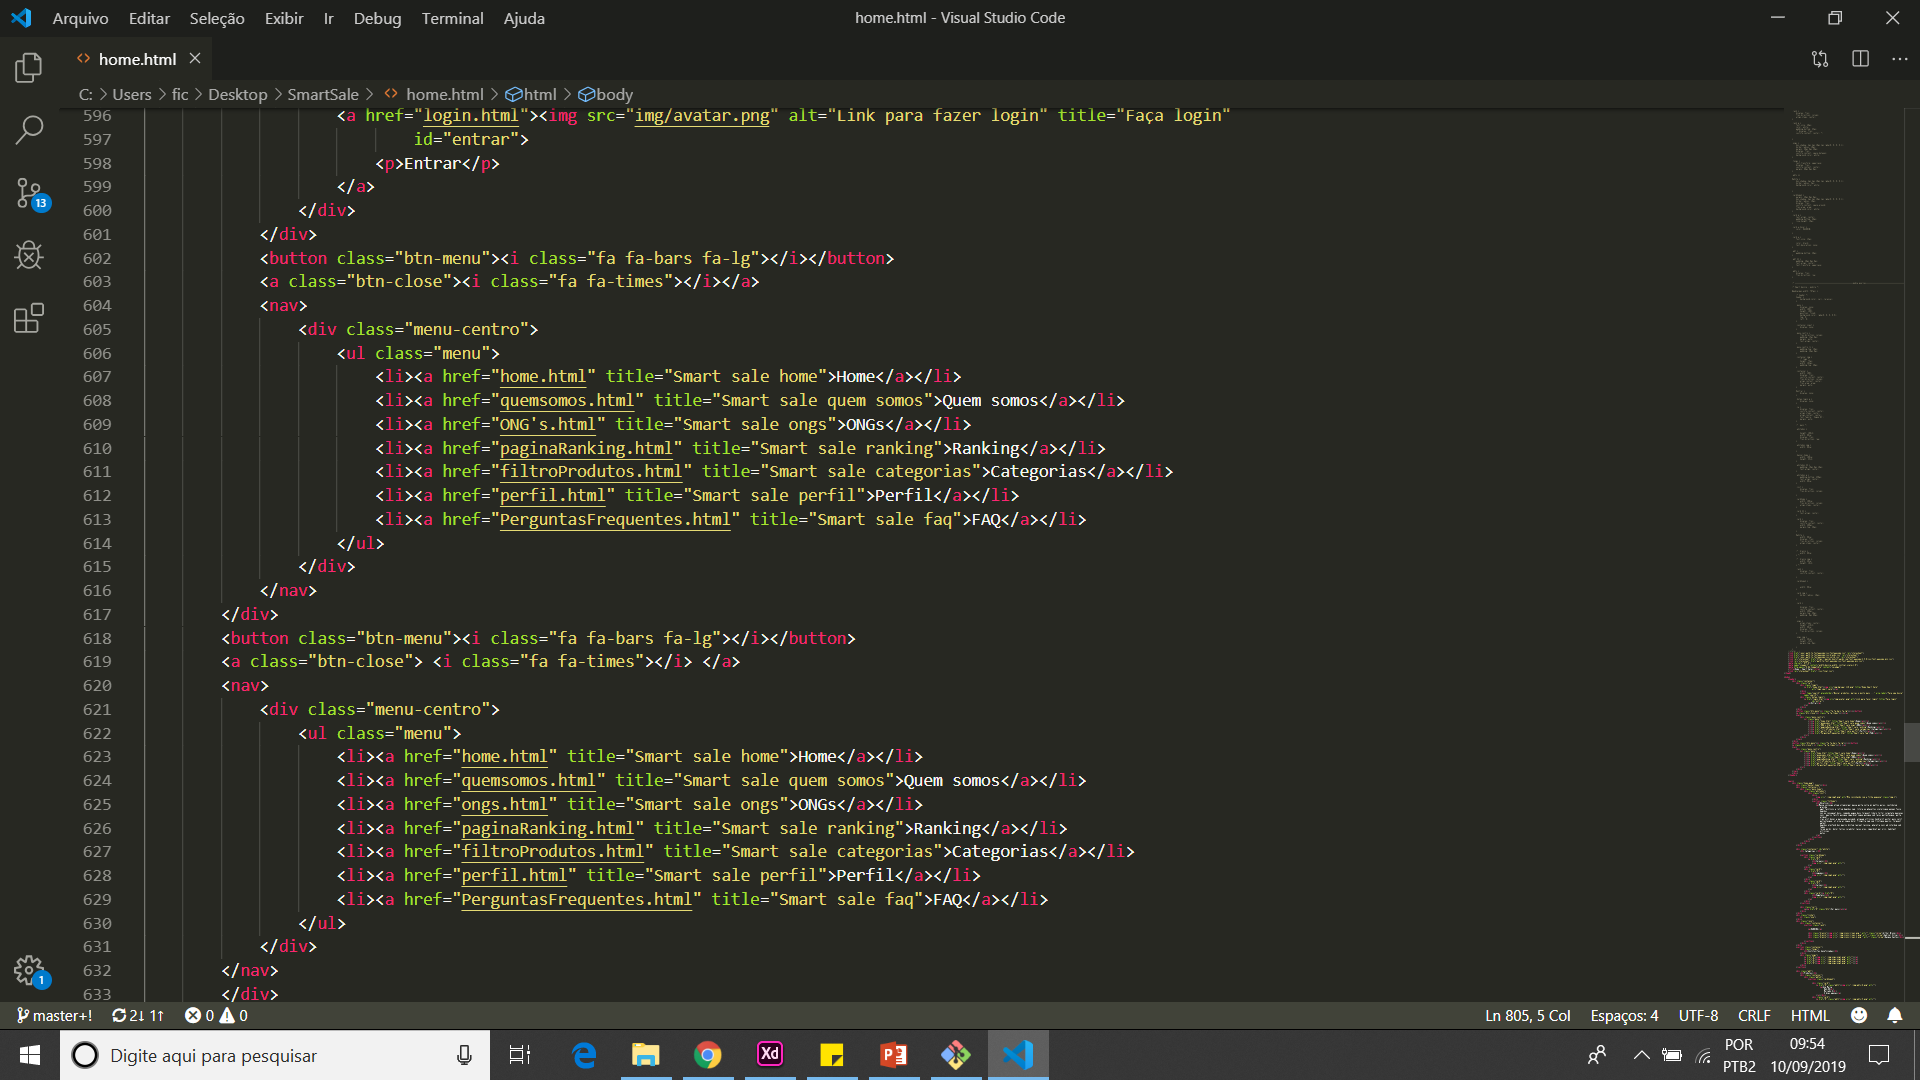 Arquivo Editar Seleção Exibir Ir Debug Terminal Ajuda
home.html - Visual Studio Code
home.html
C: > Users > fic > Desktop > SmartSale > home.html > html > body
596 <a href="login.html"><img src="img/avatar.png" alt="Link para fazer login" title="Faça login"
597 id="entrar">
598 <p>Entrar</p>
599 </a>
600 </div>
601 </div>
602 <button class="btn-menu"><i class="fa fa-bars fa-lg"></i></button>
603 <a class="btn-close"><i class="fa fa-times"></i></a>
604 <nav>
605 <div class="menu-centro">
606 <ul class="menu">
607 <li><a href="home.html" title="Smart sale home">Home</a></li>
608 <li><a href="quemsomos.html" title="Smart sale quem somos">Quem somos</a></li>
609 <li><a href="ONG's.html" title="Smart sale ongs">ONGs</a></li>
610 <li><a href="paginaRanking.html" title="Smart sale ranking">Ranking</a></li>
611 <li><a href="filtroProdutos.html" title="Smart sale categorias">Categorias</a></li>
612 <li><a href="perfil.html" title="Smart sale perfil">Perfil</a></li>
613 <li><a href="PerguntasFrequentes.html" title="Smart sale faq">FAQ</a></li>
614 </ul>
615 </div>
616 </nav>
617 </div>
618 <button class="btn-menu"><i class="fa fa-bars fa-lg"></i></button>
619 <a class="btn-close"> <i class="fa fa-times"></i> </a>
620 <nav>
621 <div class="menu-centro">
622 <ul class="menu">
623 <li><a href="home.html" title="Smart sale home">Home</a></li>
624 <li><a href="quemsomos.html" title="Smart sale quem somos">Quem somos</a></li>
625 <li><a href="ongs.html" title="Smart sale ongs">ONGs</a></li>
626 <li><a href="paginaRanking.html" title="Smart sale ranking">Ranking</a></li>
627 <li><a href="filtroProdutos.html" title="Smart sale categorias">Categorias</a></li>
628 <li><a href="perfil.html" title="Smart sale perfil">Perfil</a></li>
629 <li><a href="PerguntasFrequentes.html" title="Smart sale faq">FAQ</a></li>
630 </ul>
631 </div>
632 </nav>
633 </div>
13
1
master+! 2↓ 1↑ 0 0
Ln 805, 5 Col Espaços: 4 UTF-8 CRLF HTML
Digite aqui para pesquisar
Xd
POR
PTB2
09:54
10/09/2019